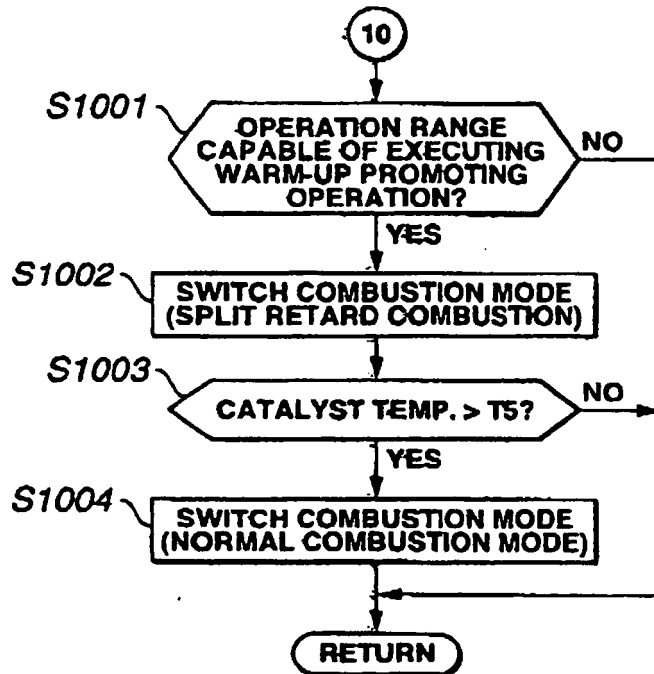 10
S1001
OPERATION RANGE
CAPABLE OF EXECUTING
WARM-UP PROMOTING
OPERATION?
NO
YES
S1002
SWITCH COMBUSTION MODE
(SPLIT RETARD COMBUSTION)
S1003
CATALYST TEMP. > T5?
NO
YES
S1004
SWITCH COMBUSTION MODE
(NORMAL COMBUSTION MODE)
RETURN